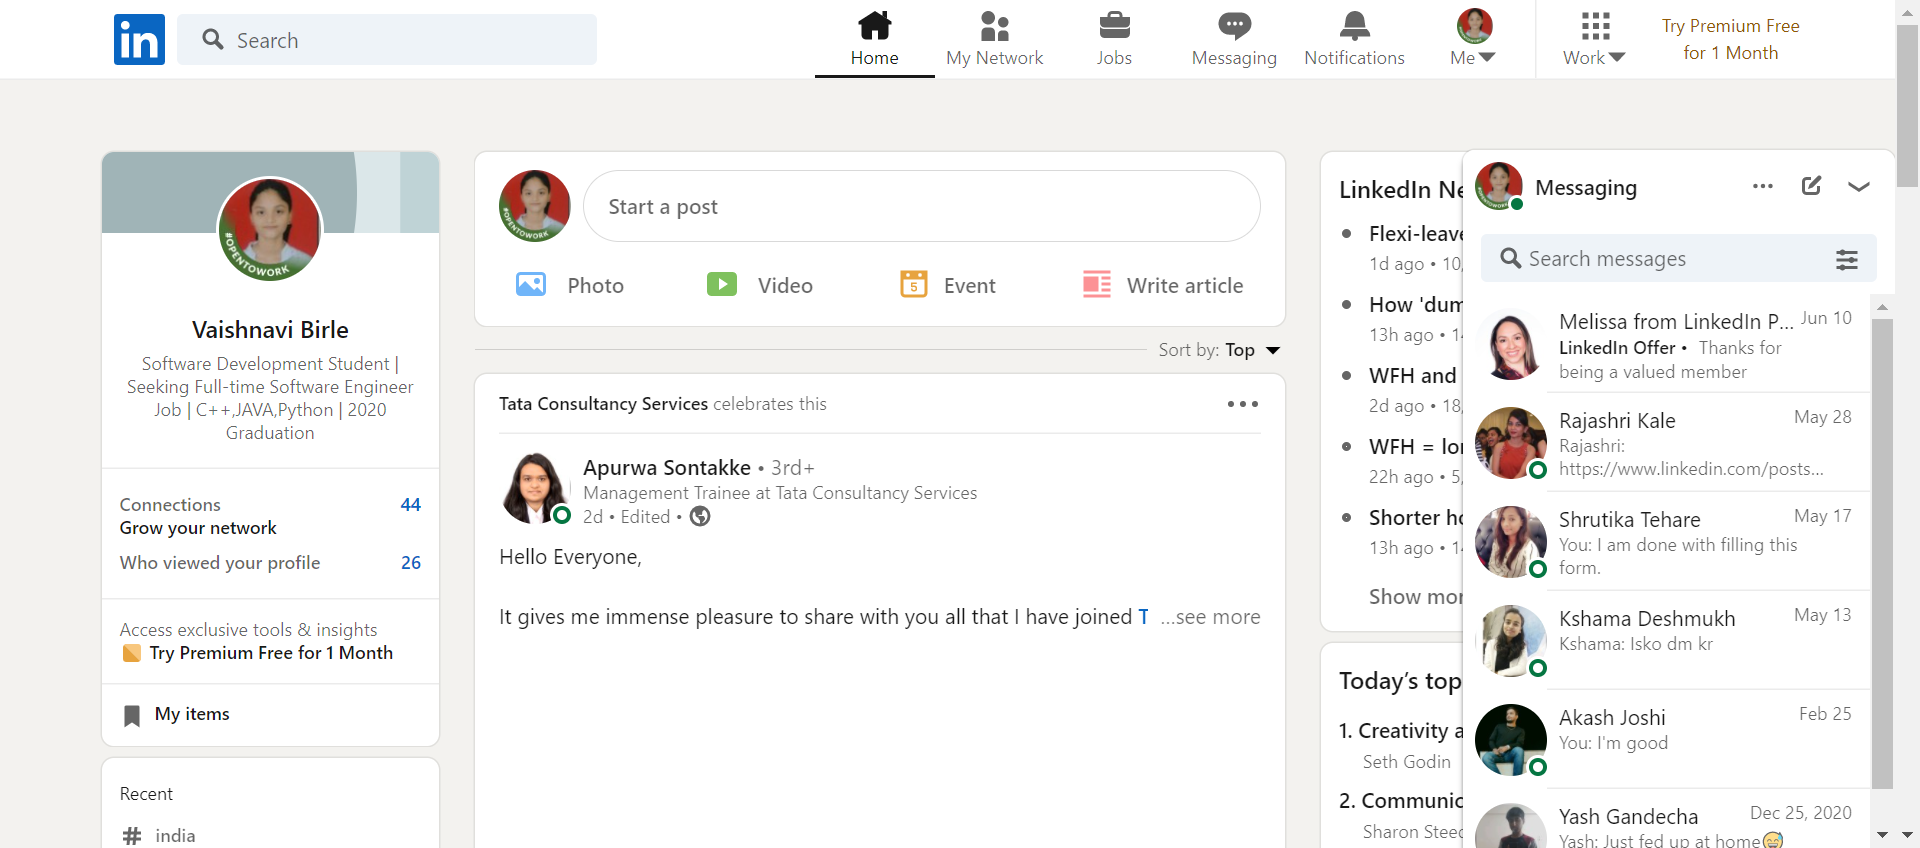 in
Search
Home
My Network
Jobs
Messaging
Notifications
Me
Work
Try Premium Free
for 1 Month
#OPENTOWORK
Vaishnavi Birle
Software Development Student |
Seeking Full-time Software Engineer
Job | C++,JAVA,Python | 2020
Graduation
Connections 44
Grow your network
Who viewed your profile 26
Access exclusive tools & insights
Try Premium Free for 1 Month
My items
Recent
# india
#OPENTOWORK
Start a post
Photo
Video
5
Event
Write article
Sort by: Top
Tata Consultancy Services celebrates this
Apurwa Sontakke • 3rd+
Management Trainee at Tata Consultancy Services
2d • Edited •
Hello Everyone,
It gives me immense pleasure to share with you all that I have joined T ...see more
LinkedIn Ne
Flexi-leave
1d ago • 10,
How 'dum
13h ago • 1
WFH and
2d ago • 18,
WFH = lo
22h ago • 5,
Shorter ho
13h ago • 1
Show mor
Today’s top
1. Creativity a
Seth Godin
2. Communic
Sharon Steed
Messaging
Search messages
Melissa from LinkedIn P... Jun 10
LinkedIn Offer • Thanks for
being a valued member
Rajashri Kale May 28
Rajashri:
https://www.linkedin.com/posts...
Shrutika Tehare May 17
You: I am done with filling this
form.
Kshama Deshmukh May 13
Kshama: Isko dm kr
Akash Joshi Feb 25
You: I'm good
Yash Gandecha Dec 25, 2020
Yash: Just fed up at home😅